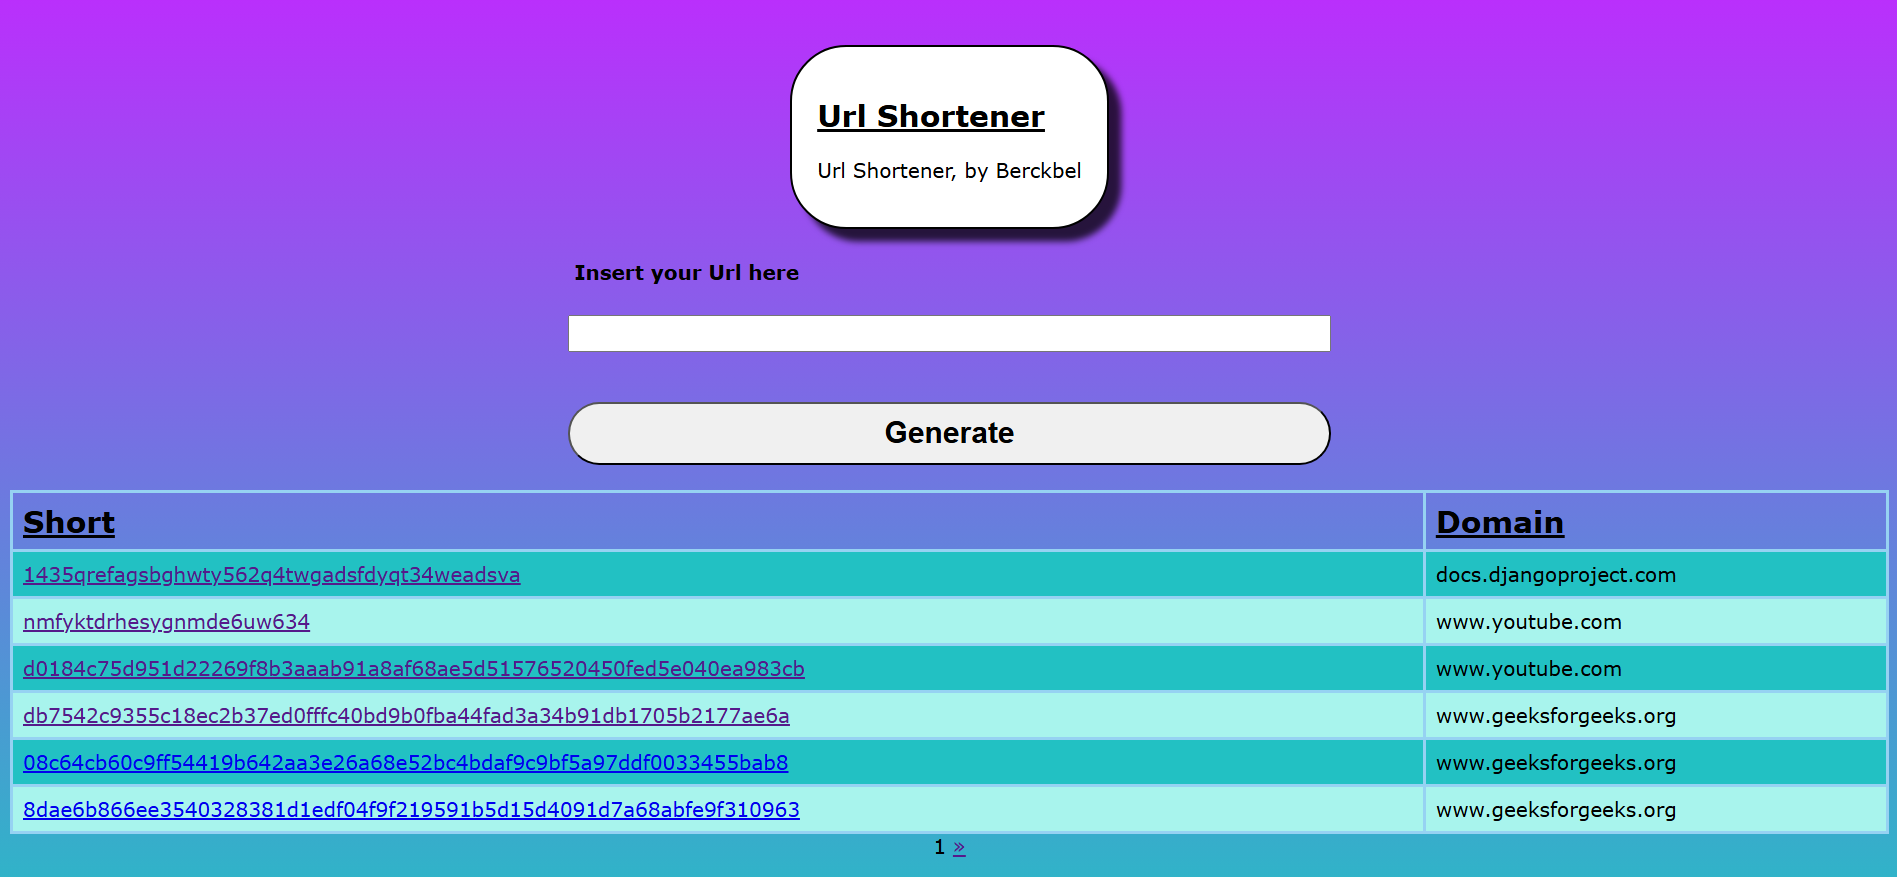 Url Shortener
Url Shortener, by Berckbel
Insert your Url here
Generate
Short Domain
1435qrefagsbghwty562q4twgadsfdyqt34weadsva docs.djangoproject.com
nmfyktdrhesygnmde6uw634 www.youtube.com
d0184c75d951d22269f8b3aaab91a8af68ae5d51576520450fed5e040ea983cb www.youtube.com
db7542c9355c18ec2b37ed0fffc40bd9b0fba44fad3a34b91db1705b2177ae6a www.geeksforgeeks.org
08c64cb60c9ff54419b642aa3e26a68e52bc4bdaf9c9bf5a97ddf0033455bab8 www.geeksforgeeks.org
8dae6b866ee3540328381d1edf04f9f219591b5d15d4091d7a68abfe9f310963 www.geeksforgeeks.org
1 »